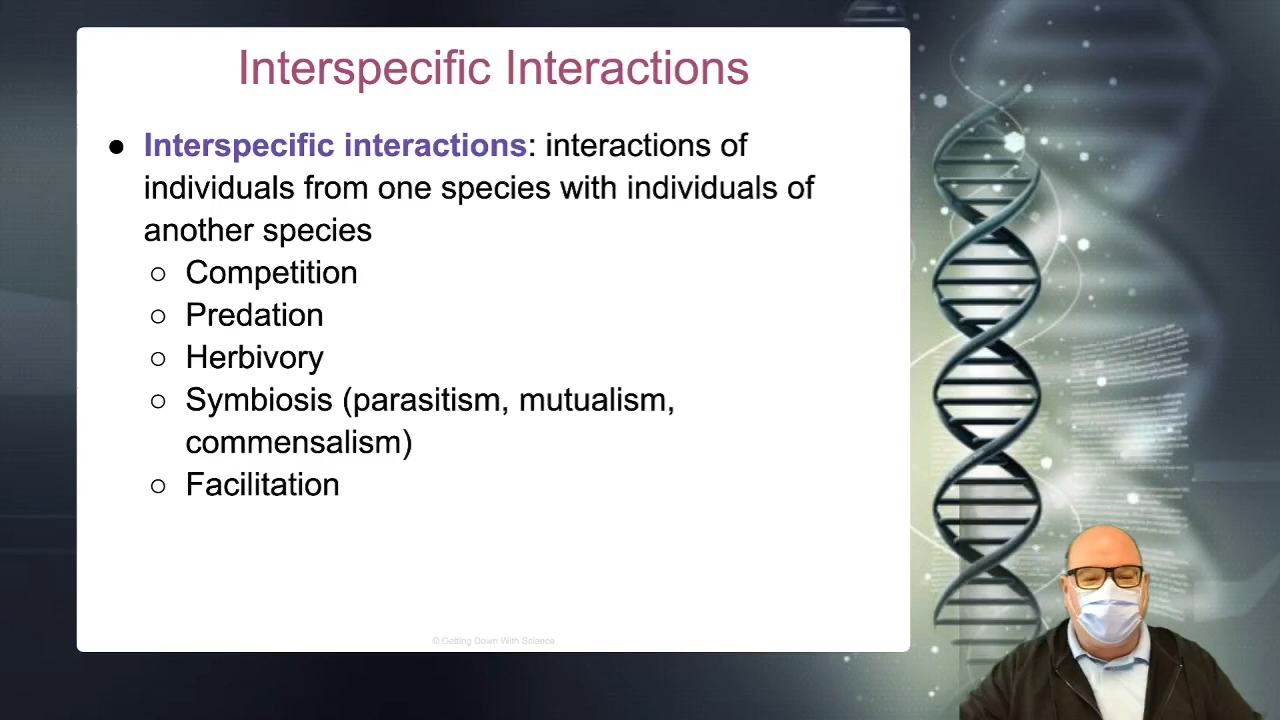 Interspecific Interactions
● Interspecific interactions: interactions of
individuals from one species with individuals of
another species
○ Competition
○ Predation
○ Herbivory
○ Symbiosis (parasitism, mutualism,
commensalism)
○ Facilitation
© Getting Down With Science